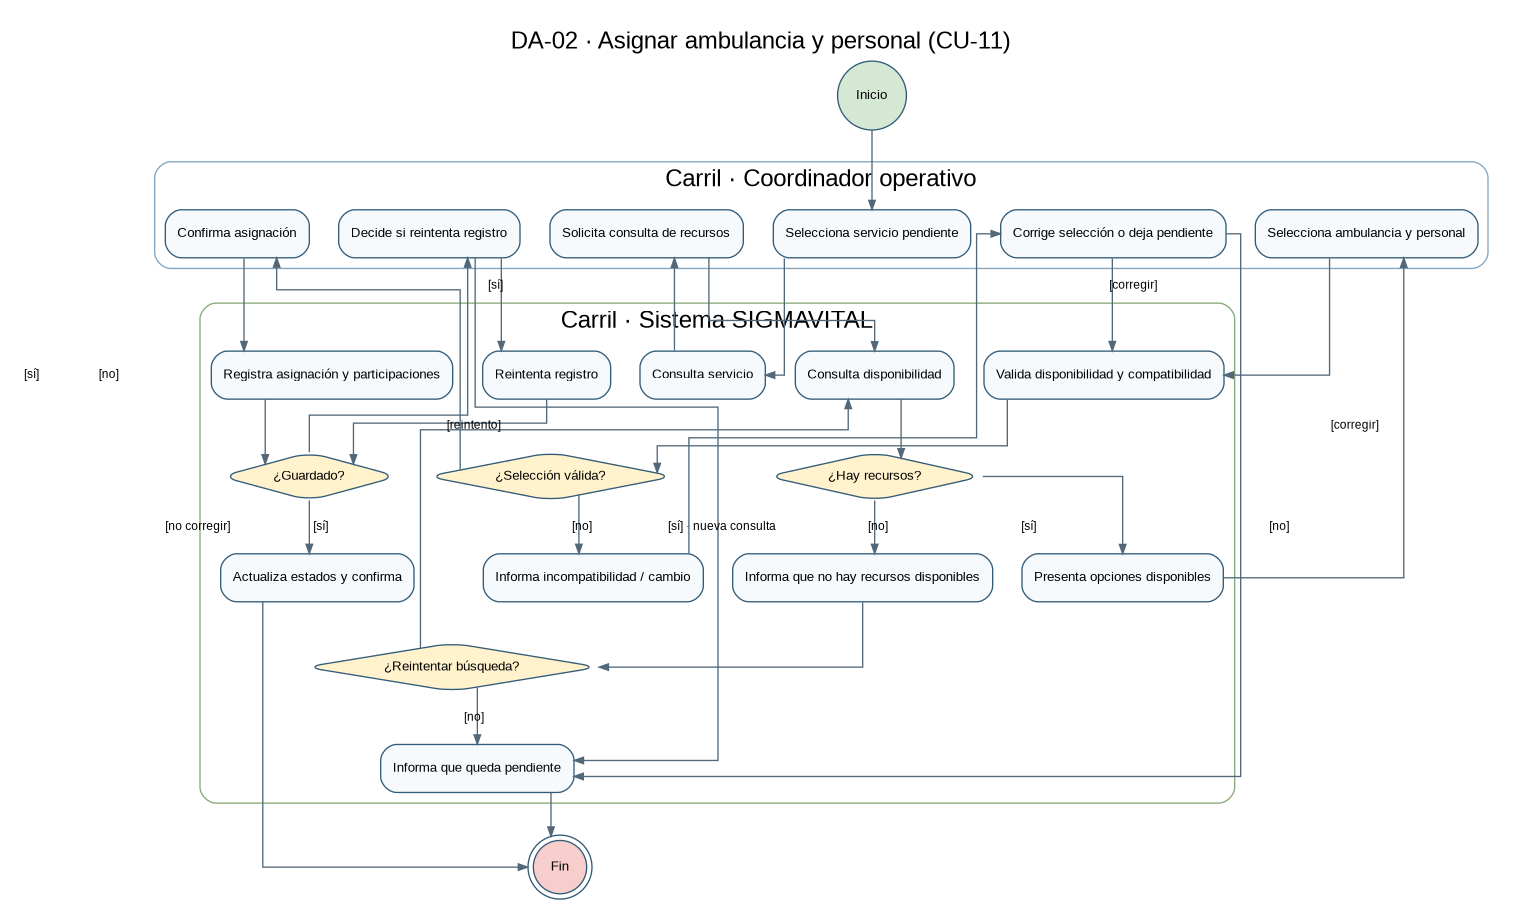 DA-02 · Asignar ambulancia y personal (CU-11)
Inicio
Carril · Coordinador operativo
Confirma asignación
Decide si reintenta registro
Solicita consulta de recursos
Selecciona servicio pendiente
Corrige selección o deja pendiente
Selecciona ambulancia y personal
[sí]
[corregir]
Carril · Sistema SIGMAVITAL
[sí]
[no]
Registra asignación y participaciones
Reintenta registro
Consulta servicio
Consulta disponibilidad
Valida disponibilidad y compatibilidad
[reintento]
[corregir]
¿Guardado?
¿Selección válida?
¿Hay recursos?
[no corregir]
[sí]
[no]
[sí] · nueva consulta
[no]
[sí]
[no]
Actualiza estados y confirma
Informa incompatibilidad / cambio
Informa que no hay recursos disponibles
Presenta opciones disponibles
¿Reintentar búsqueda?
[no]
Informa que queda pendiente
Fin